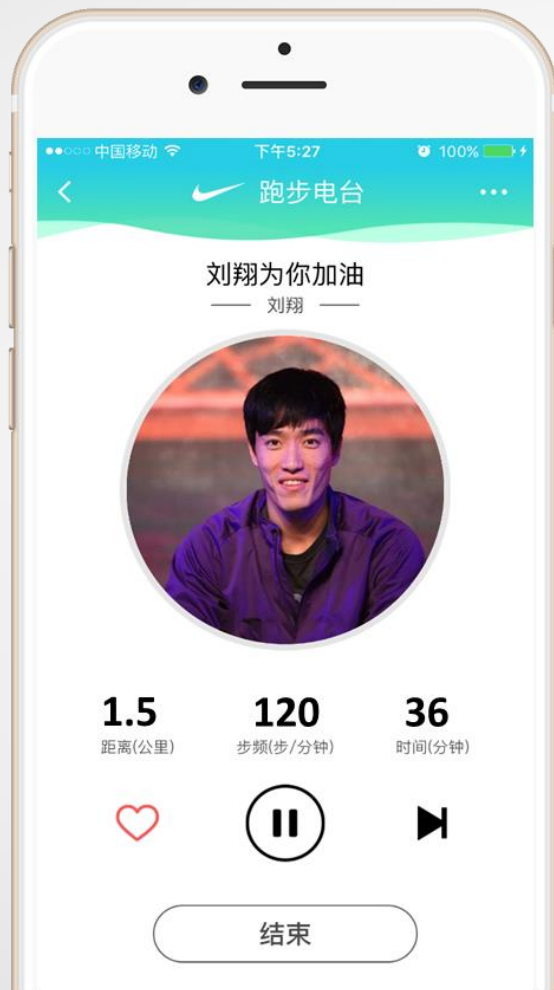 中国移动 下午5:27 100%
跑步电台
刘翔为你加油
刘翔
1.5 120 36
距离(公里) 步频(步/分钟) 时间(分钟)
结束